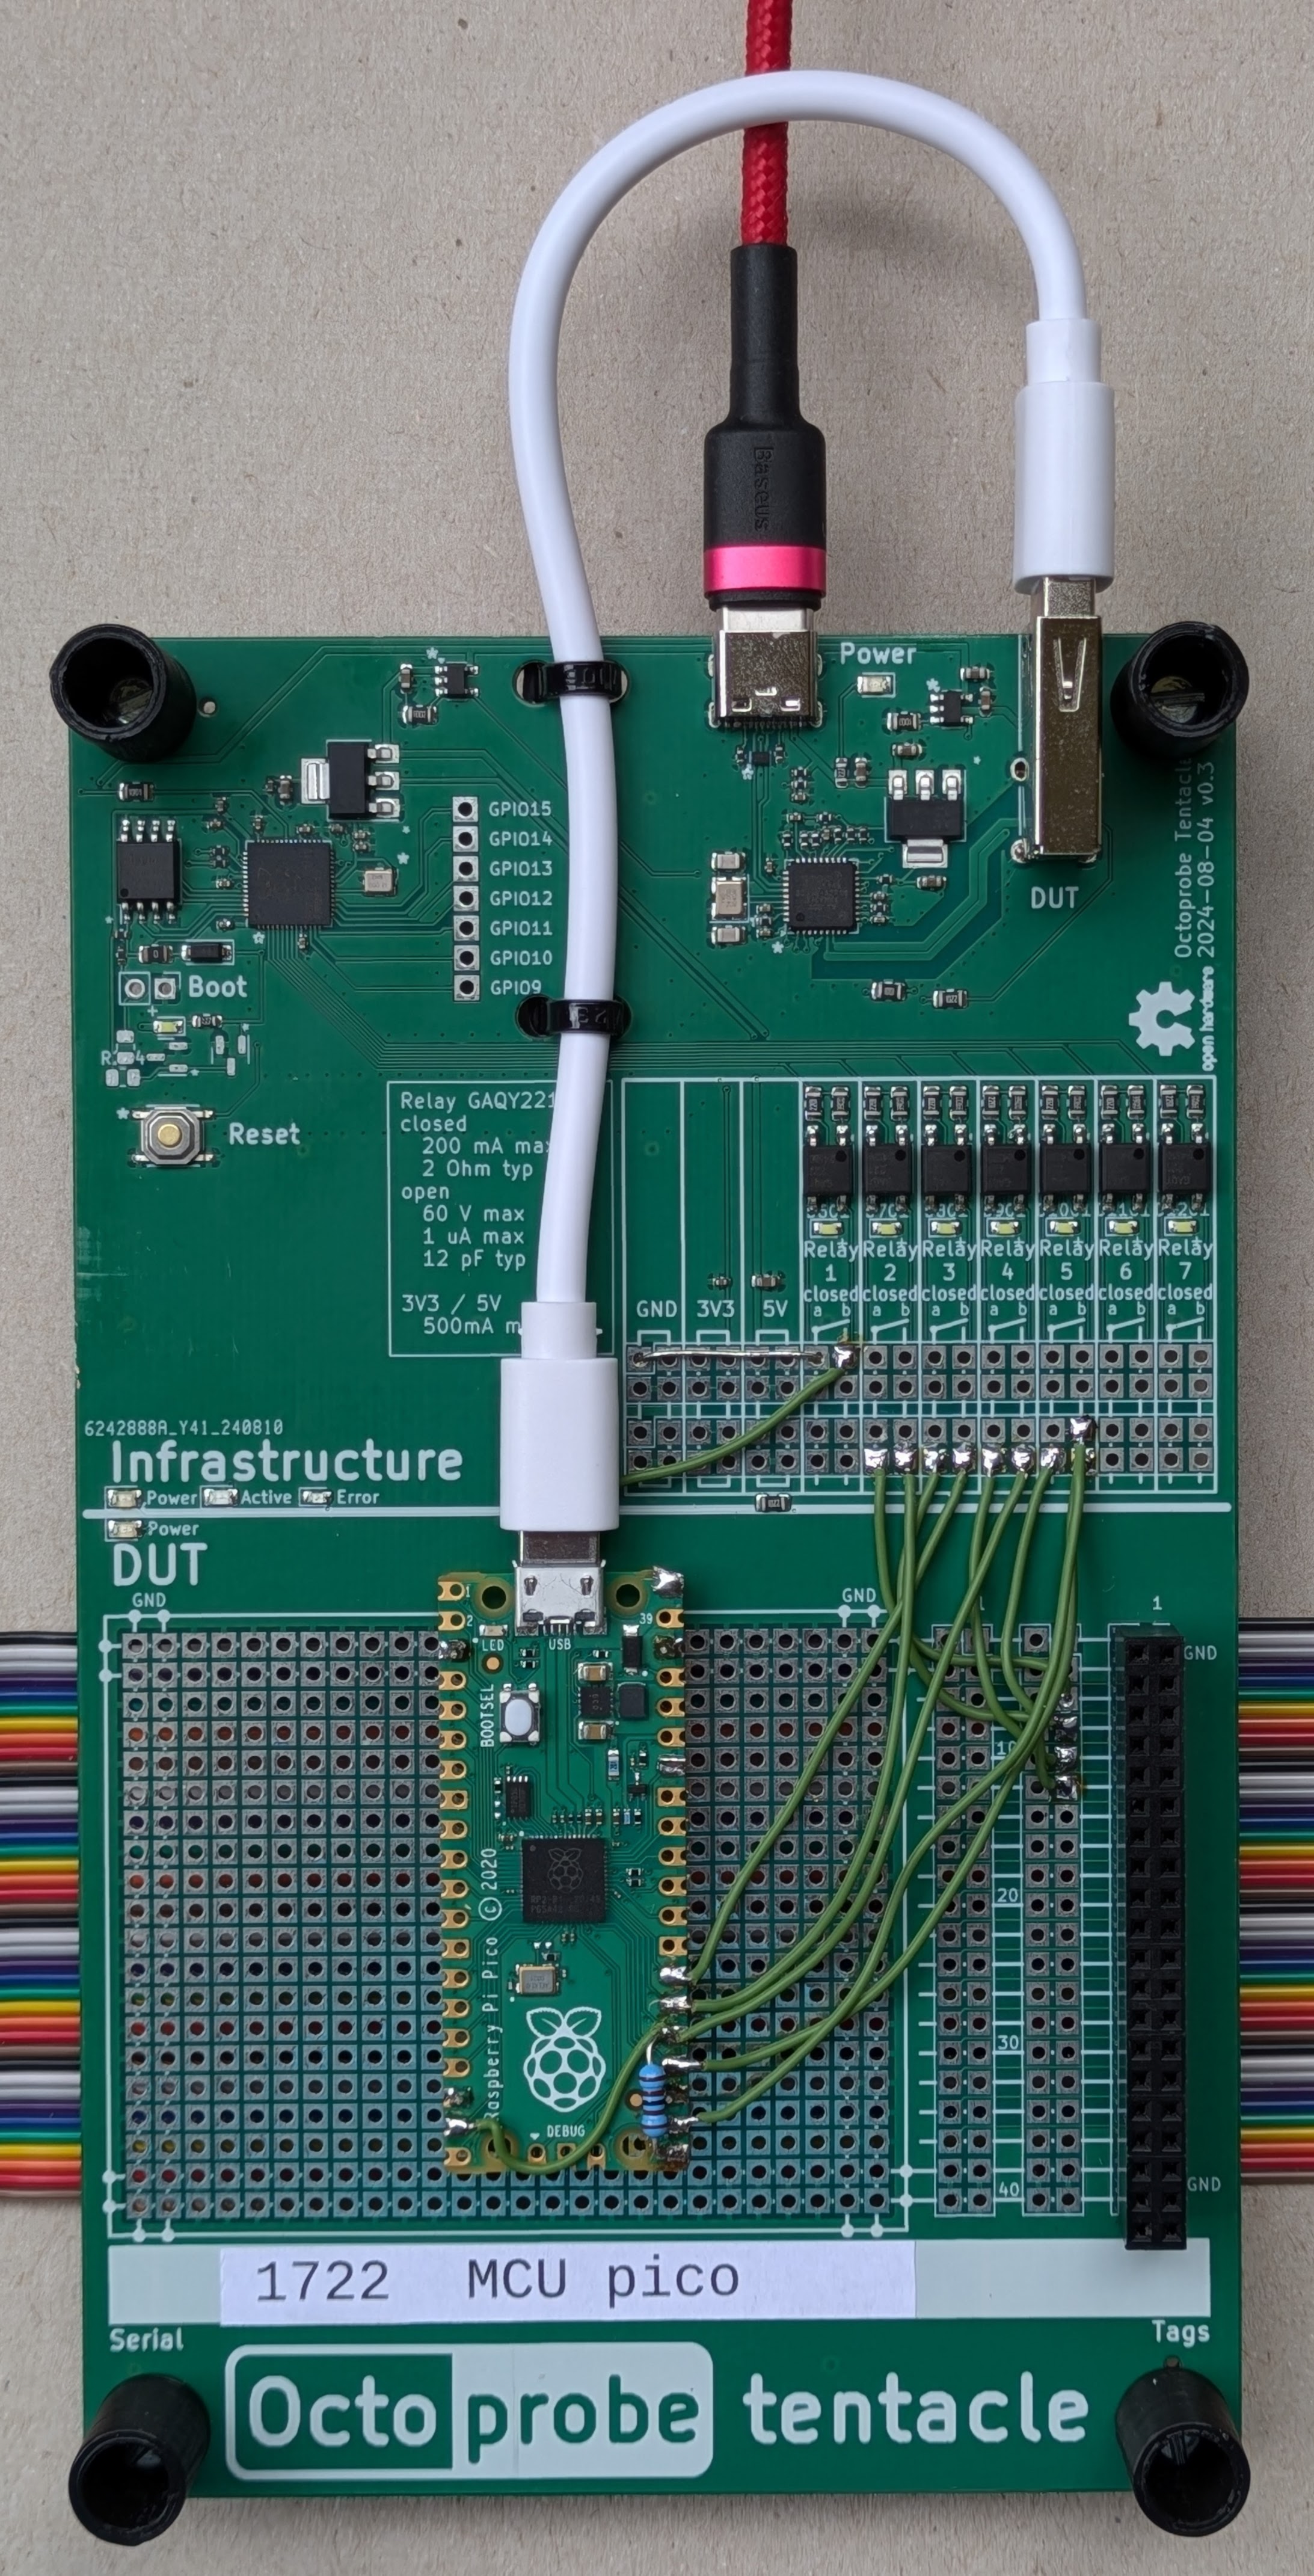 Baseus
Power
GPIO15
GPIO14
GPIO13
GPIO12
GPIO11
GPIO10
GPIO9
DUT
Octoprobe Tentacle
2024-08-04 v0.3
open hardware
Boot
Reset
Relay GAQY221
closed
200 mA max
2 Ohm typ
open
60 V max
1 uA max
12 pF typ
3V3 / 5V
500mA m
GND 3V3 5V
Relay Relay Relay Relay Relay Relay Relay
1 2 3 4 5 6 7
closed closed closed closed closed closed closed
a b a b a b a b a b a b a b
6242888A_Y41_240810
Infrastructure
Power Active Error
Power
DUT
GND
GND
1
1
2
39
LED
USB
GND
BOOTSEL
10
Raspberry Pi Pico © 2020
20
30
DEBUG
40
GND
1722 MCU pico
Serial
Tags
Octoprobe tentacle